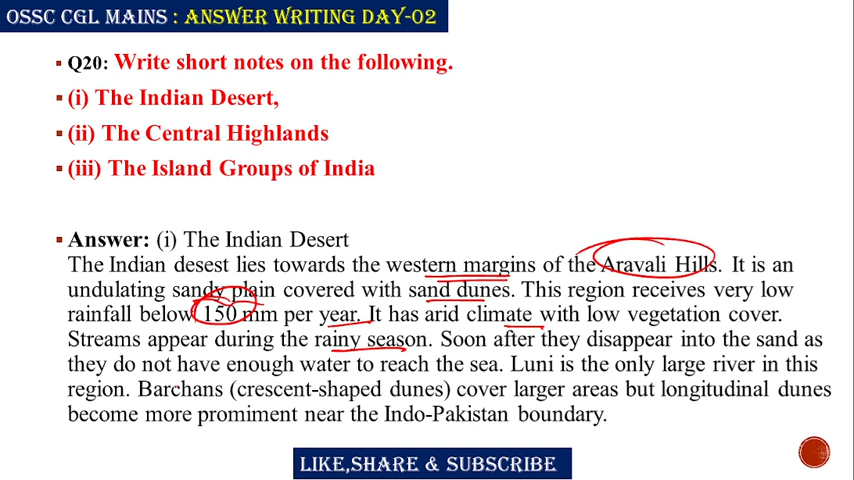 OSSC CGL MAINS : ANSWER WRITING DAY-02
Q20: Write short notes on the following.
(i) The Indian Desert,
(ii) The Central Highlands
(iii) The Island Groups of India
Answer: (i) The Indian Desert
The Indian desest lies towards the western margins of the Aravali Hills. It is an
undulating sandy plain covered with sand dunes. This region receives very low
rainfall below 150 mm per year. It has arid climate with low vegetation cover.
Streams appear during the rainy season. Soon after they disappear into the sand as
they do not have enough water to reach the sea. Luni is the only large river in this
region. Barchans (crescent-shaped dunes) cover larger areas but longitudinal dunes
become more promiment near the Indo-Pakistan boundary.
LIKE,SHARE & SUBSCRIBE